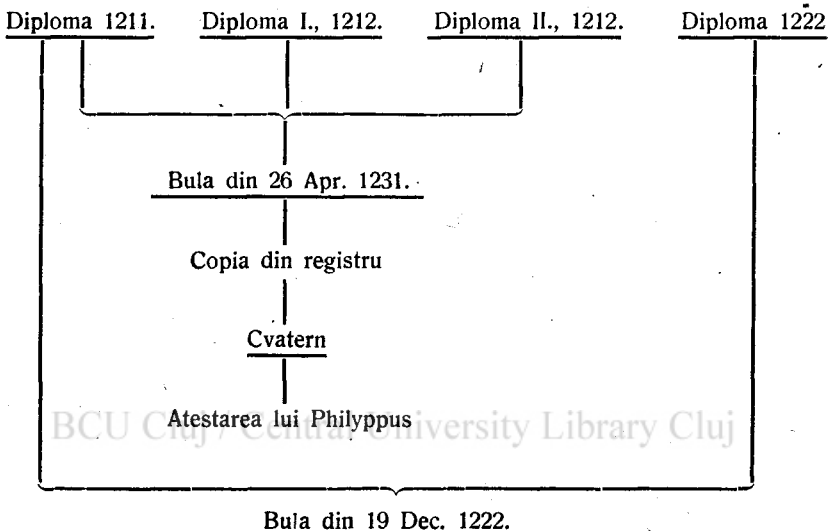 Diploma 1211. Diploma I., 1212. Diploma II., 1212. Diploma 1222
Bula din 26 Apr. 1231.
Copia din registru
Cvatern
Atestarea lui Philyppus
BCU Cluj / Central University Library Cluj
Bula din 19 Dec. 1222.